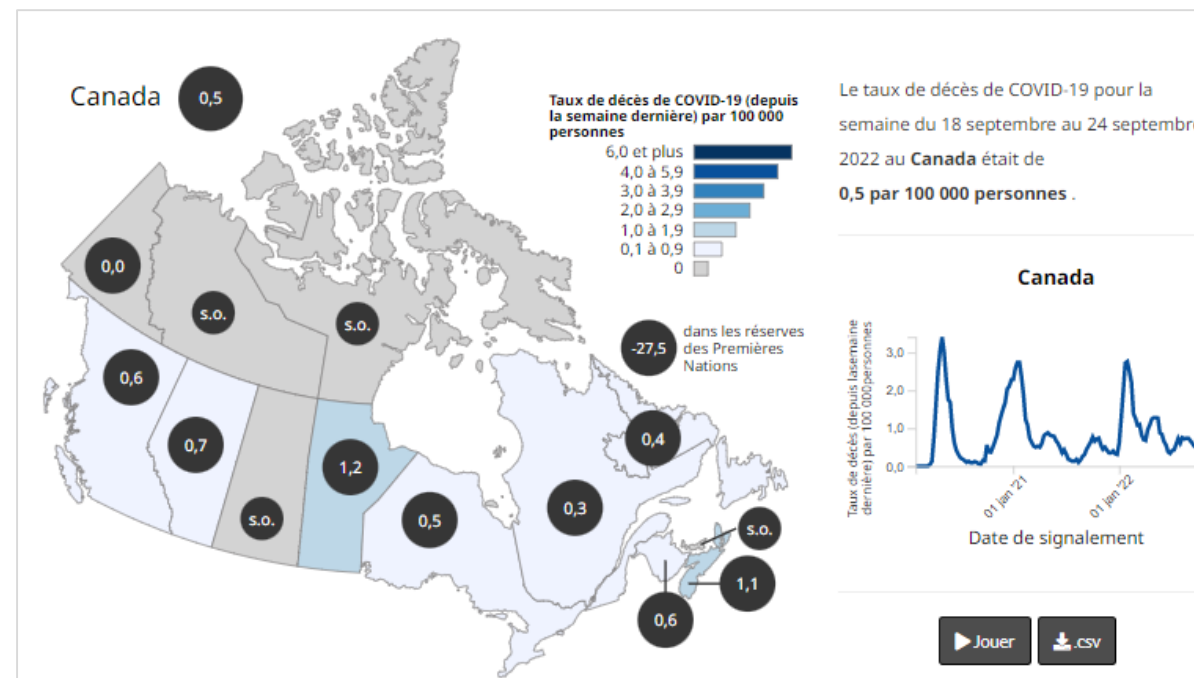 Canada
0,5
Taux de décès de COVID-19 (depuis
la semaine dernière) par 100 000
personnes
6,0 et plus
4,0 à 5,9
3,0 à 3,9
2,0 à 2,9
1,0 à 1,9
0,1 à 0,9
0
0,0
s.o.
s.o.
-27,5
dans les réserves
des Premières
Nations
0,6
0,7
s.o.
1,2
0,5
0,3
0,4
s.o.
1,1
0,6
Le taux de décès de COVID-19 pour la
semaine du 18 septembre au 24 septembre
2022 au Canada était de
0,5 par 100 000 personnes .
Canada
Taux de décès (depuis lasemaine
dernière) par 100 000personnes
3,0
2,0
1,0
0,0
01 jan '21
01 jan '22
Date de signalement
Jouer
.csv